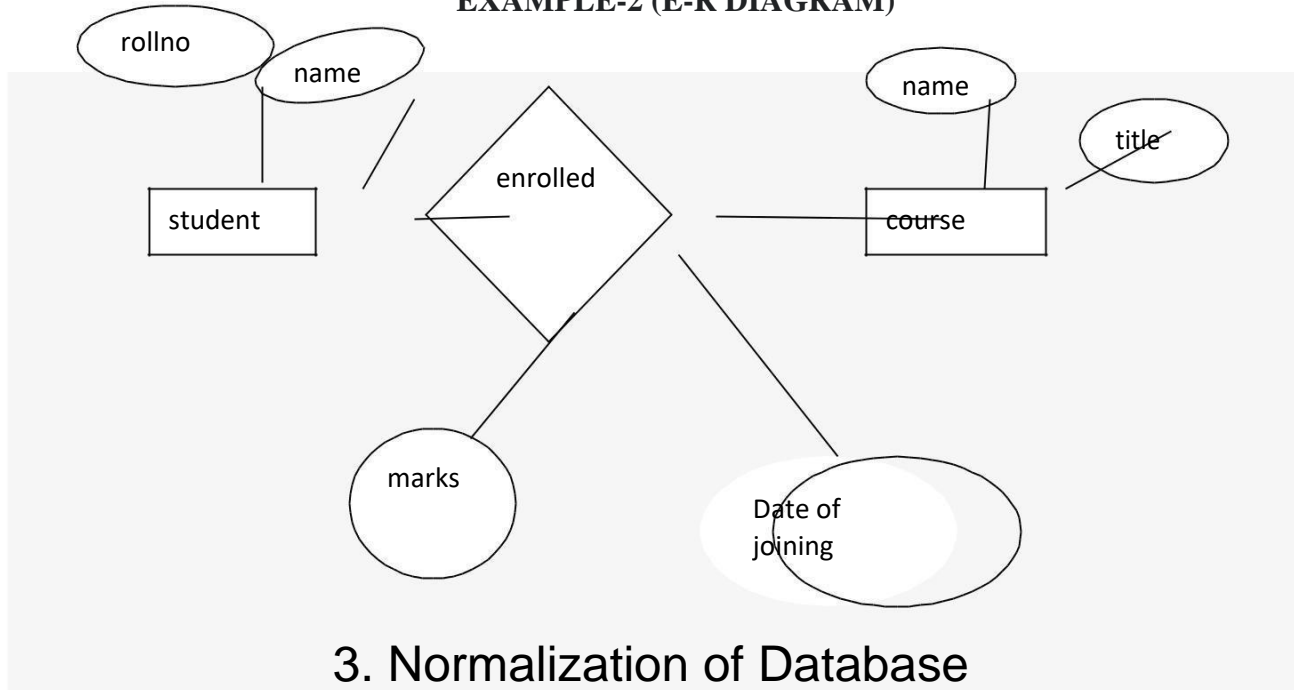 EXAMPLE-2 (E-R DIAGRAM)
rollno
name
name
title
enrolled
student
course
marks
Date of
joining
3. Normalization of Database